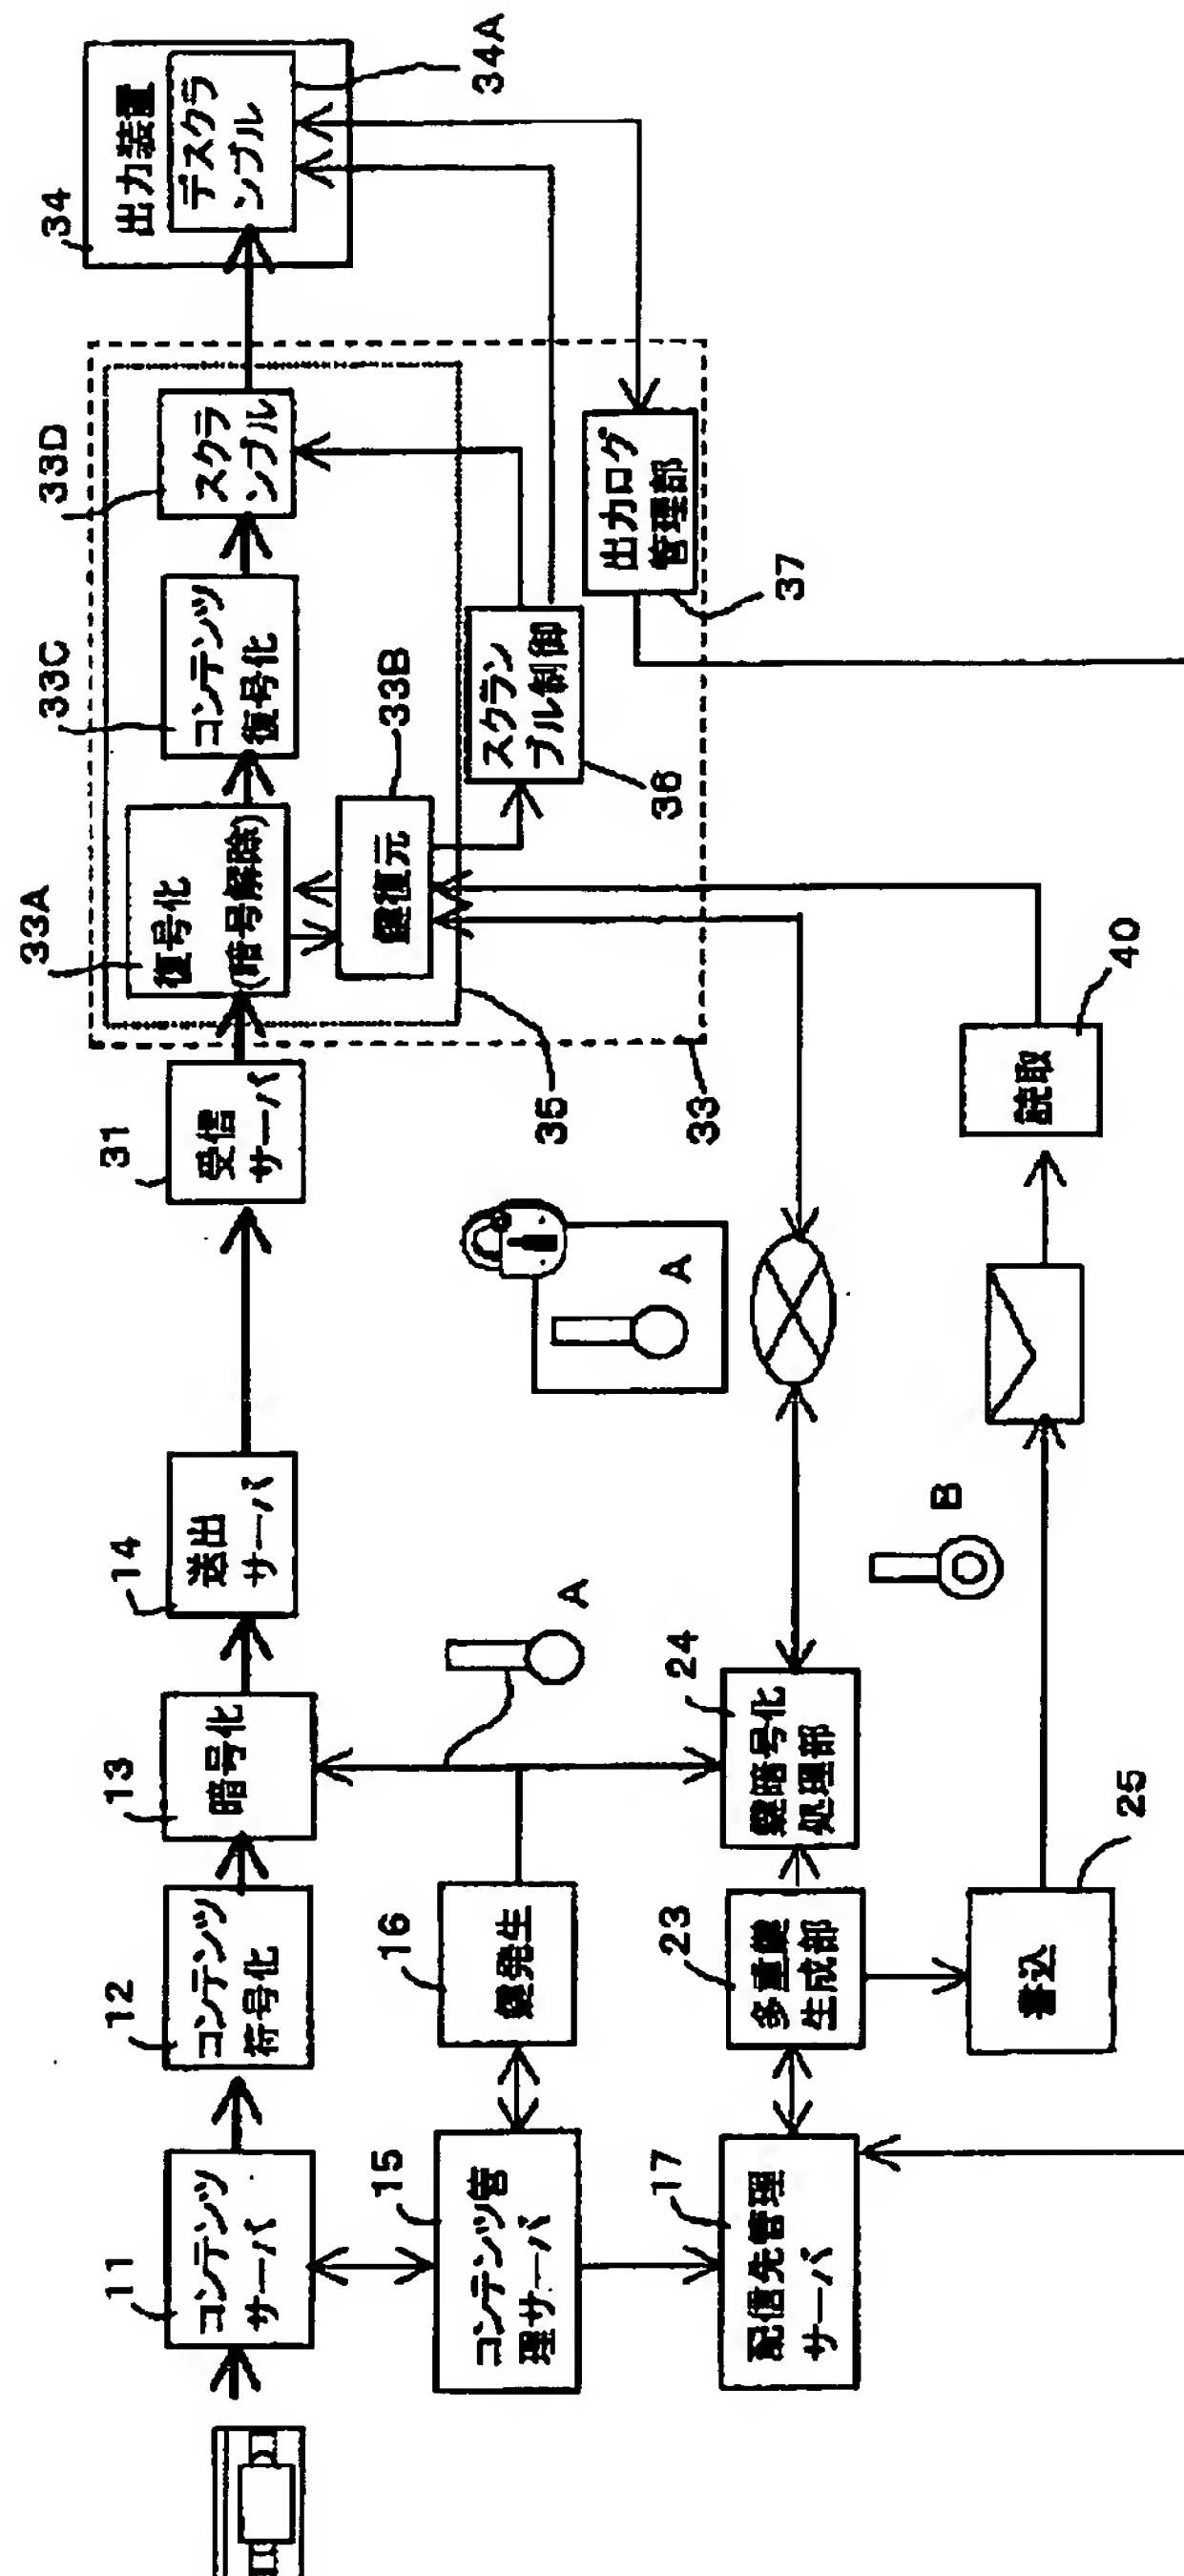 11
コンテンツ
サーバ
12
コンテンツ
符号化
13
暗号化
14
送出
サーバ
31
受信
サーバ
33A
復号化
(暗号解除)
33C
コンテンツ
復号化
33D
スクラ
ンブル
34
出力装置
デスクラ
ンブル
34A
15
コンテンツ管
理サーバ
16
鍵発生
A
A
35
鍵復元
33B
スクラン
ブル制御
36
出力ログ
管理部
37
33
17
配信先管理
サーバ
23
多重鍵
生成部
24
鍵暗号化
処理部
B
25
書込
読取
40